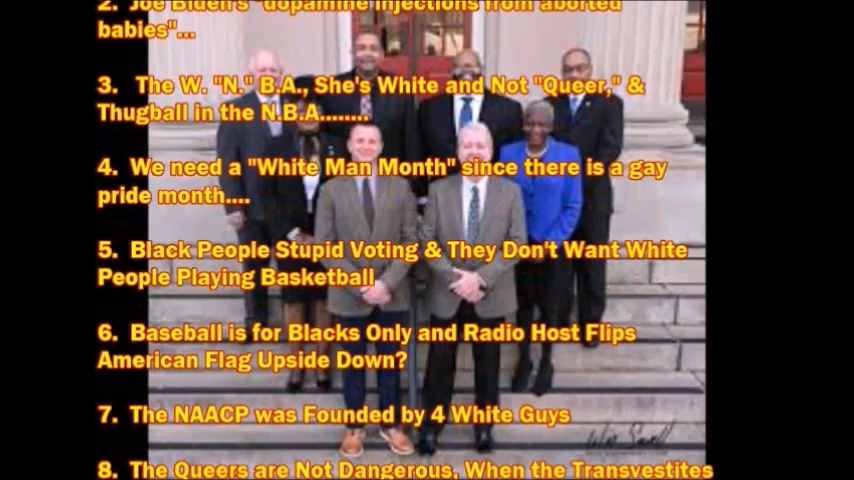 2. Joe Biden's "dopamine injections from aborted
babies"...
3. The W. "N." B.A., She's White and Not "Queer," &
Thugball in the N.B.A........
4. We need a "White Man Month" since there is a gay
pride month....
5. Black People Stupid Voting & They Don't Want White
People Playing Basketball
6. Baseball is for Blacks Only and Radio Host Flips
American Flag Upside Down?
7. The NAACP was Founded by 4 White Guys
8. The Queers are Not Dangerous, When the Transvestites